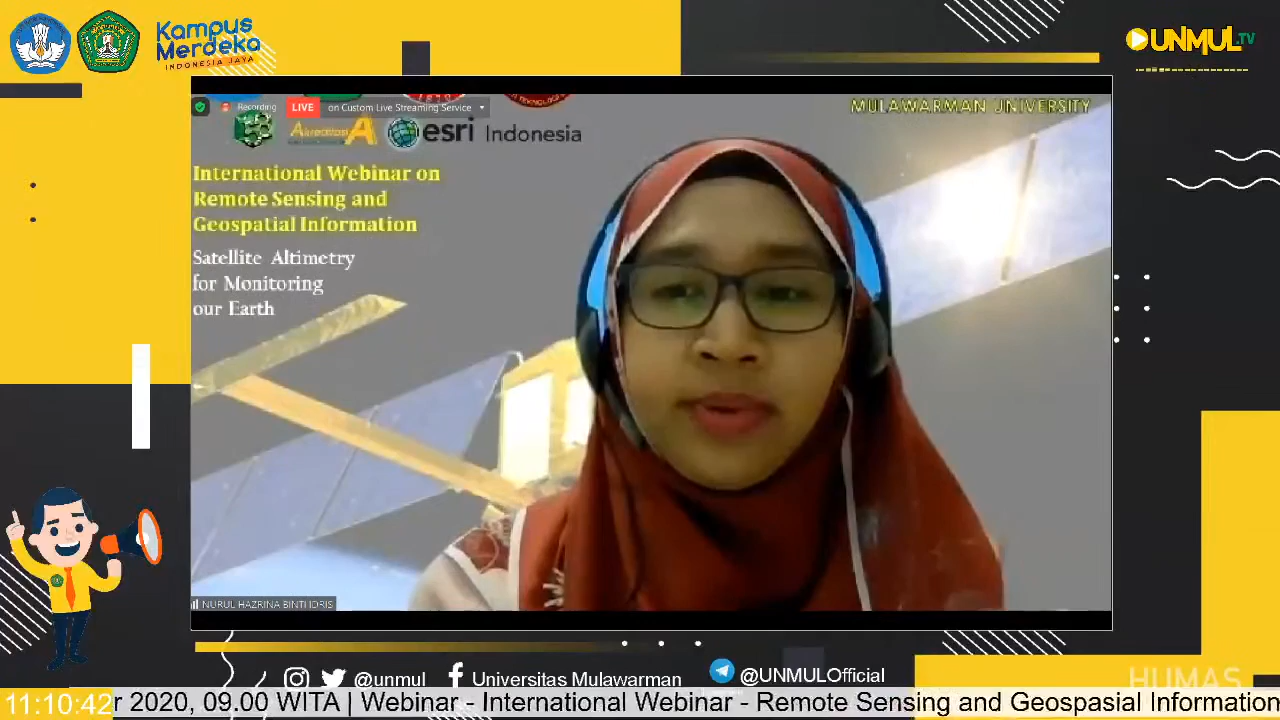 Kampus
Merdeka
INDONESIA JAYA
UNMUL TV
Recording
LIVE on Custom Live Streaming Service
MULAWARMAN UNIVERSITY
Akreditasi A
esri Indonesia
International Webinar on
Remote Sensing and
Geospatial Information
Satellite Altimetry
for Monitoring
our Earth
NURUL HAZRINA BINTI IDRIS
@unmul
Universitas Mulawarman
@UNMULOfficial
HUMAS
11:10:42
r 2020, 09.00 WITA | Webinar - International Webinar - Remote Sensing and Geospasial Information